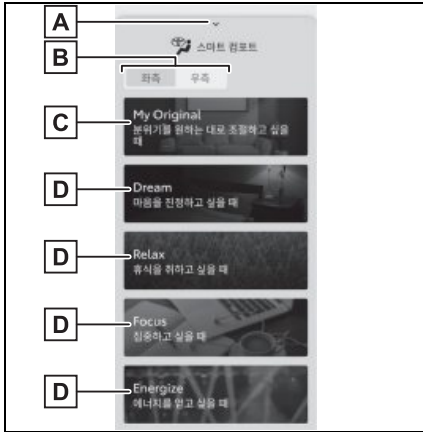 A
스마트 컴포트
B
좌측 우측
C
My Original
분위기를 원하는 대로 조절하고 싶을
때
D
Dream
마음을 진정하고 싶을 때
D
Relax
휴식을 취하고 싶을 때
D
Focus
집중하고 싶을 때
D
Energize
에너지를 얻고 싶을 때